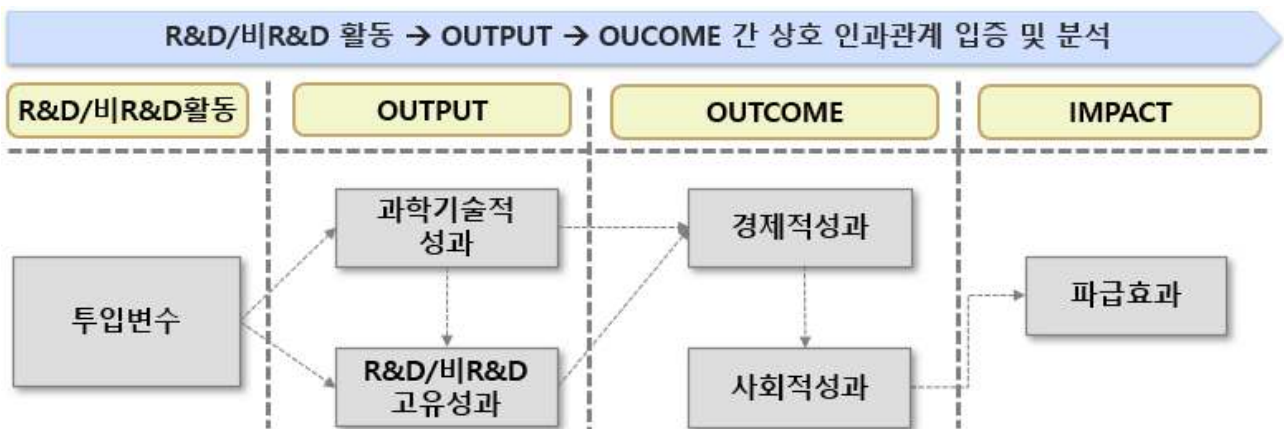 R&D/비R&D 활동 → OUTPUT → OUCOME 간 상호 인과관계 입증 및 분석
R&D/비R&D활동
OUTPUT
OUTCOME
IMPACT
투입변수
과학기술적
성과
R&D/비R&D
고유성과
경제적성과
사회적성과
파급효과